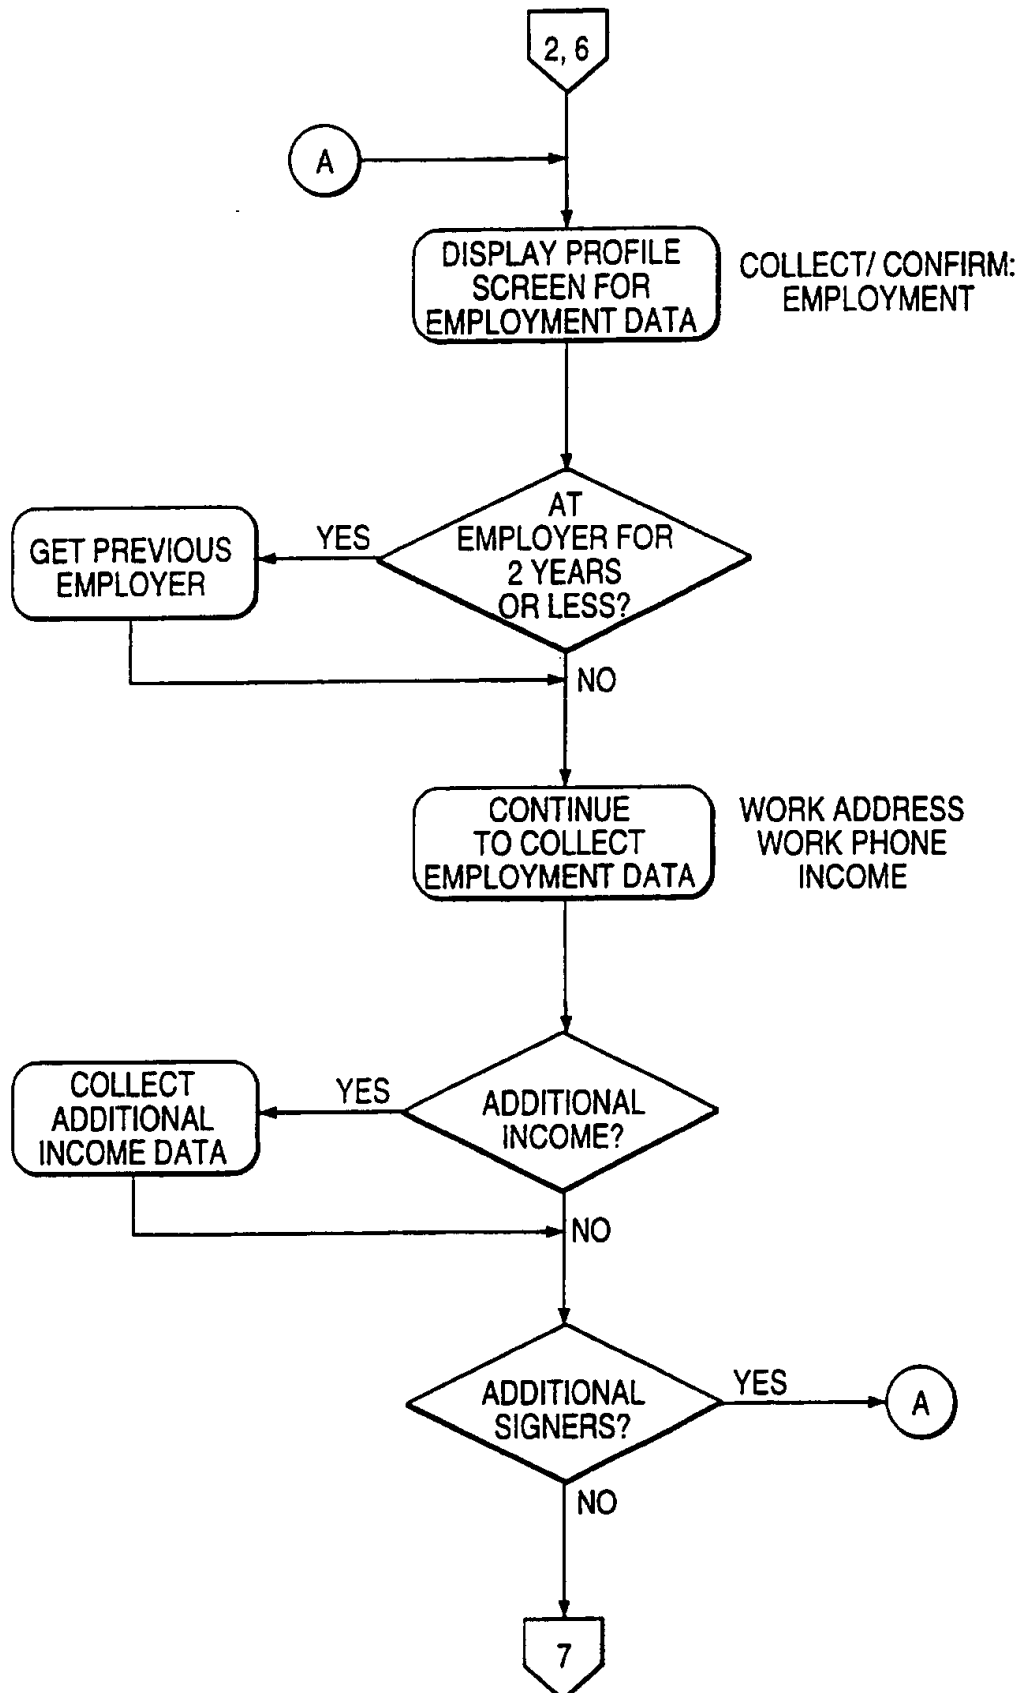 2, 6
A
DISPLAY PROFILE
SCREEN FOR
EMPLOYMENT DATA
COLLECT/ CONFIRM:
EMPLOYMENT
AT
EMPLOYER FOR
2 YEARS
OR LESS?
YES
GET PREVIOUS
EMPLOYER
NO
CONTINUE
TO COLLECT
EMPLOYMENT DATA
WORK ADDRESS
WORK PHONE
INCOME
ADDITIONAL
INCOME?
YES
COLLECT
ADDITIONAL
INCOME DATA
NO
ADDITIONAL
SIGNERS?
YES
A
NO
7